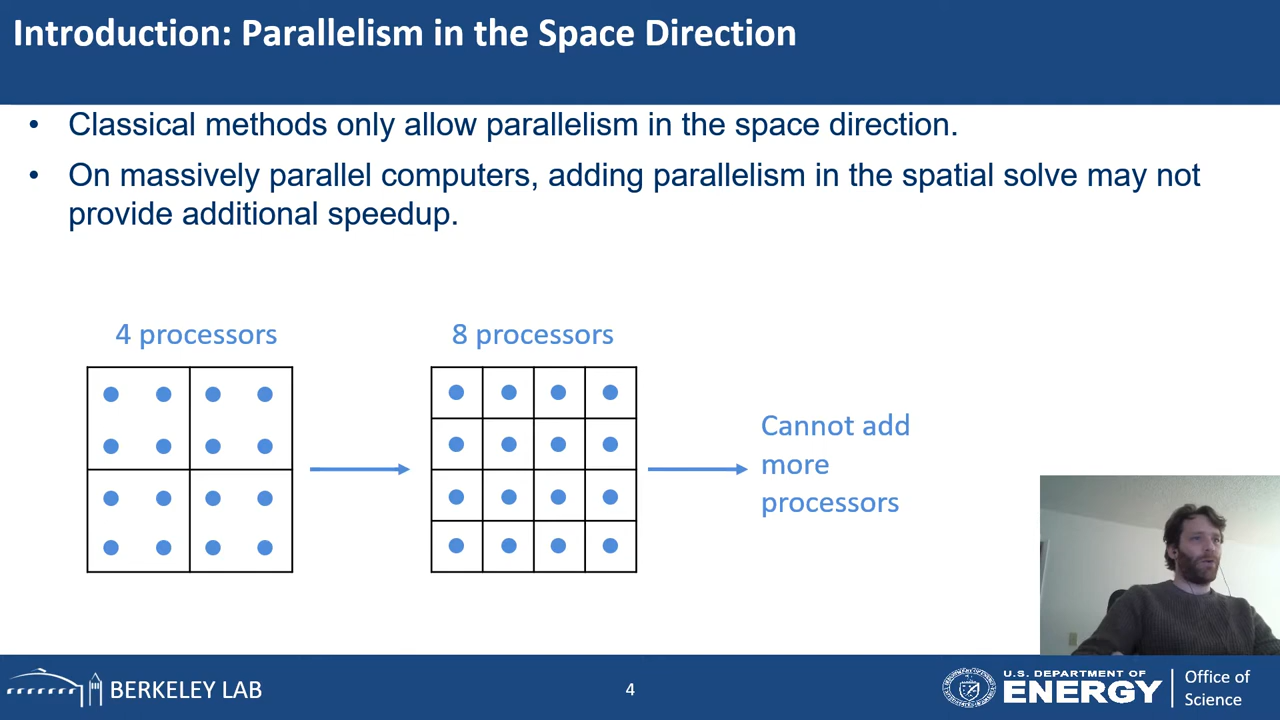 Introduction: Parallelism in the Space Direction
• Classical methods only allow parallelism in the space direction.
• On massively parallel computers, adding parallelism in the spatial solve may not
provide additional speedup.
4 processors
8 processors
Cannot add
more
processors
BERKELEY LAB
4
U.S. DEPARTMENT OF
ENERGY
Office of
Science